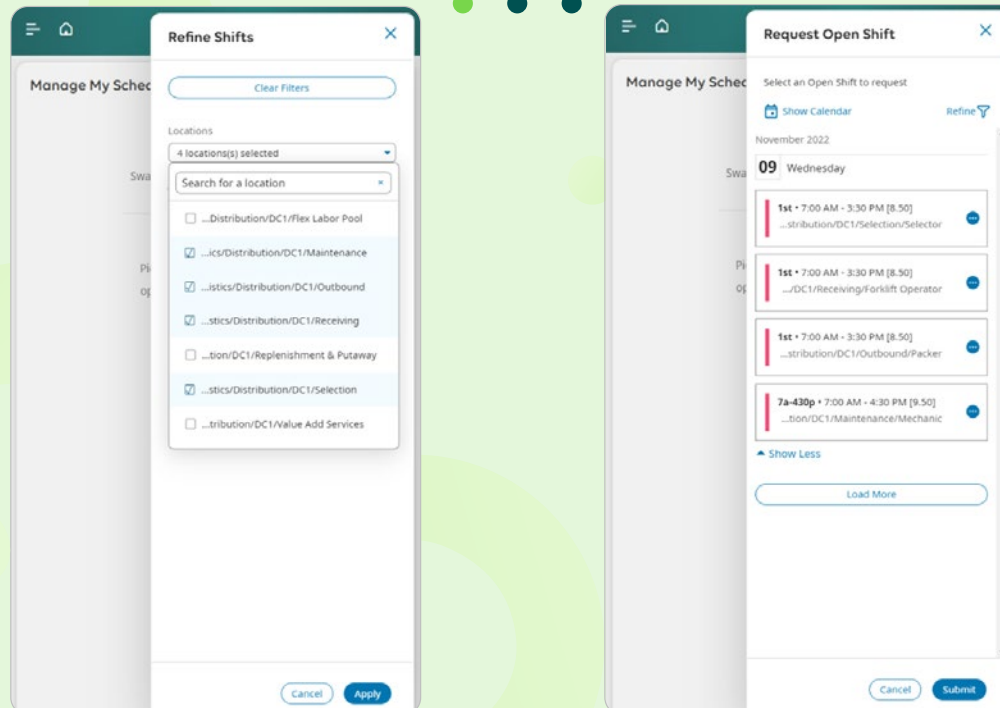 Refine Shifts
Manage My Sched
Clear Filters
Locations
4 locations(s) selected
Search for a location
Swa
...Distribution/DC1/Flex Labor Pool
...ics/Distribution/DC1/Maintenance
Pi
...istics/Distribution/DC1/Outbound
op
...stics/Distribution/DC1/Receiving
...tion/DC1/Replenishment & Putaway
...stics/Distribution/DC1/Selection
...tribution/DC1/Value Add Services
Cancel
Apply
Request Open Shift
Manage My Sched
Select an Open Shift to request
Show Calendar
Refine
November 2022
09 Wednesday
Swa
1st • 7:00 AM - 3:30 PM [8.50]
...stribution/DC1/Selection/Selector
Pi
1st • 7:00 AM - 3:30 PM [8.50]
op
.../DC1/Receiving/Forklift Operator
1st • 7:00 AM - 3:30 PM [8.50]
...stribution/DC1/Outbound/Packer
7a-430p • 7:00 AM - 4:30 PM [9.50]
...tion/DC1/Maintenance/Mechanic
Show Less
Load More
Cancel
Submit